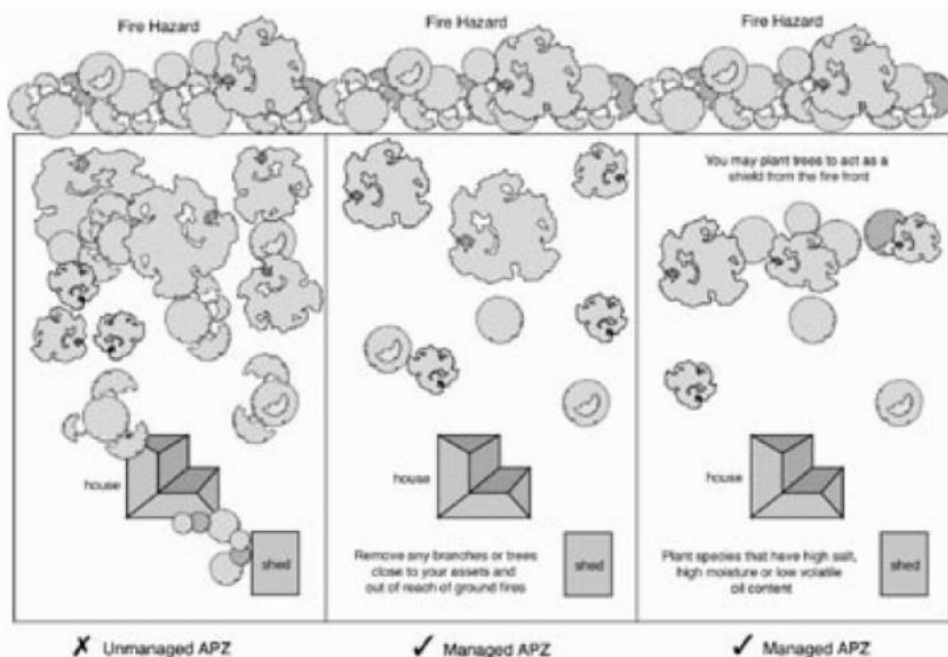 Fire Hazard
Fire Hazard
Fire Hazard
You may plant trees to act as a
shield from the fire front
house
shed
house
Remove any branches or trees
close to your assets and
out of reach of ground fires
shed
house
Plant species that have high salt,
high moisture or low volatile
oil content
shed
✗ Unmanaged APZ
✓ Managed APZ
✓ Managed APZ